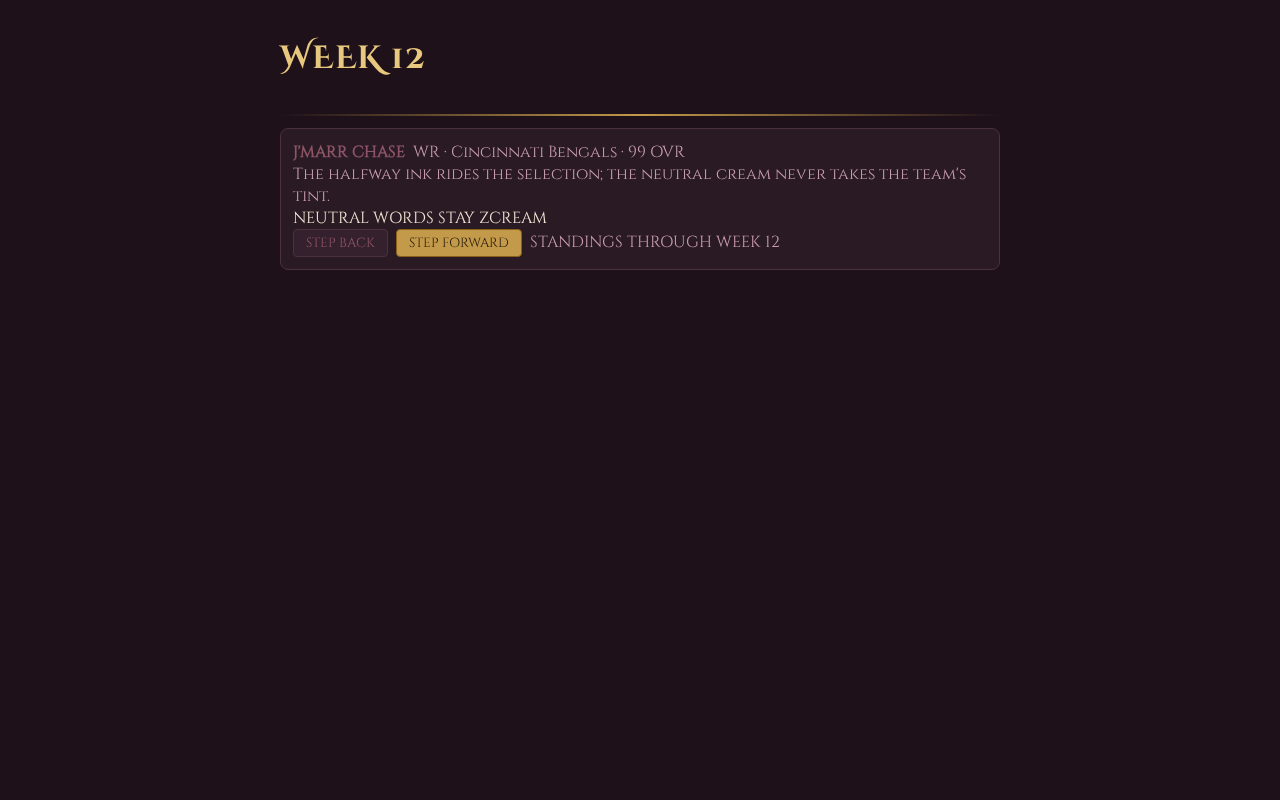 WEEK 12
J'MARR CHASE WR · Cincinnati Bengals · 99 OVR
The halfway ink rides the selection; the neutral cream never takes the team's
tint.
NEUTRAL WORDS STAY ZCREAM
STEP BACK STEP FORWARD STANDINGS THROUGH WEEK 12